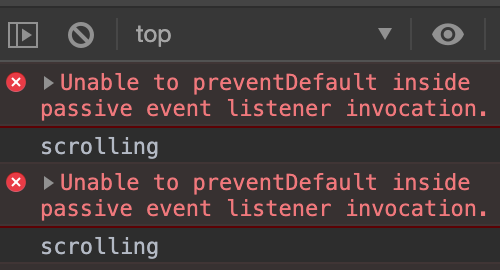 top
Unable to preventDefault inside
passive event listener invocation.
scrolling
Unable to preventDefault inside
passive event listener invocation.
scrolling